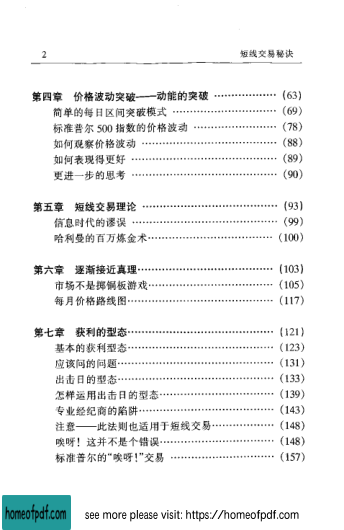 2 短线交易秘诀
第四章 价格波动突破——动能的突破 ………………… (63)
简单的每日区间突破模式 ………………………… (69)
标准普尔 500 指数的价格波动 …………………… (78)
如何观察价格波动 ………………………………… (88)
如何表现得更好 …………………………………… (89)
更进一步的思考 …………………………………… (90)
第五章 短线交易理论 ………………………………… (93)
信息时代的谬误 …………………………………… (99)
哈利曼的百万炼金术……………………………… (100)
第六章 逐渐接近真理………………………………… (103)
市场不是掷铜板游戏……………………………… (105)
每月价格路线图…………………………………… (117)
第七章 获利的型态…………………………………… (121)
基本的获利型态…………………………………… (123)
应该问的问题……………………………………… (131)
出击日的型态……………………………………… (133)
怎样运用出击日的型态…………………………… (139)
专业经纪商的陷阱………………………………… (143)
注意——此法则也适用于短线交易……………… (148)
唉呀！这并不是个错误…………………………… (148)
标准普尔的“唉呀！”交易 ……………………… (157)
homeofpdf.com see more please visit: https://homeofpdf.com